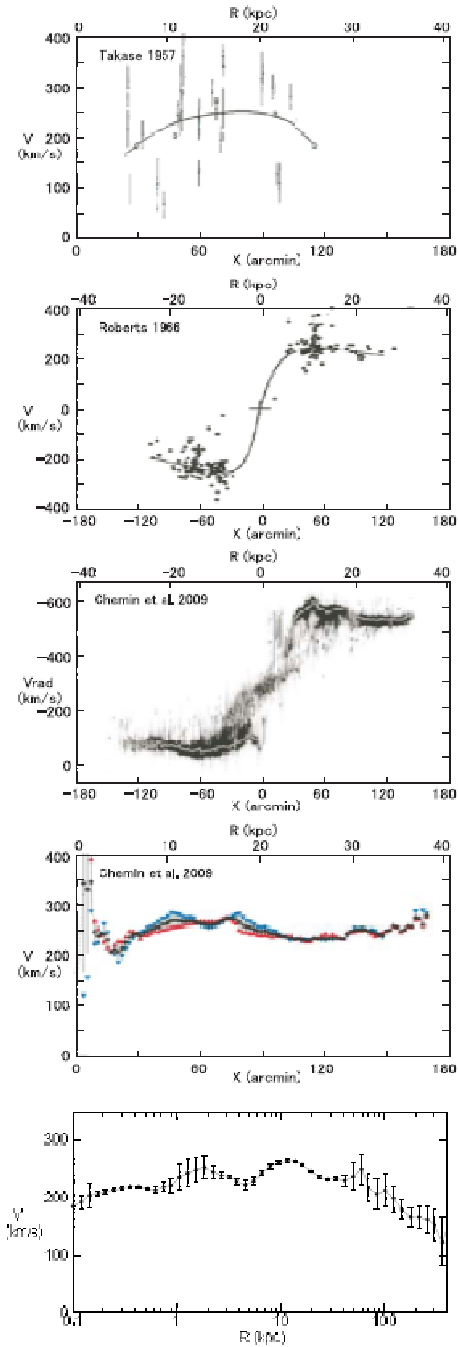 R (kpc)
0 10 20 30 40
400
Takase 1957
300
V 200
(km/s)
100
0
0 60 120 180
X (arcmin)
R (kpc)
-40 -20 0 20 40
400
Roberts 1966
200
V 0
(km/s)
-200
-400
-180 -120 -60 0 60 120 180
X (arcmin)
R (kpc)
-40 -20 0 20 40
Chemin et al. 2009
-600
-400
Vrad
(km/s)
-200
0
-180 -120 -60 0 60 120 180
X (arcmin)
R (kpc)
0 10 20 30 40
400
Chemin et al. 2009
300
V 200
(km/s)
100
0
0 60 120 180
X (arcmin)
300
200
V
(km/s)
100
0
0.1 1 10 100
R (kpc)